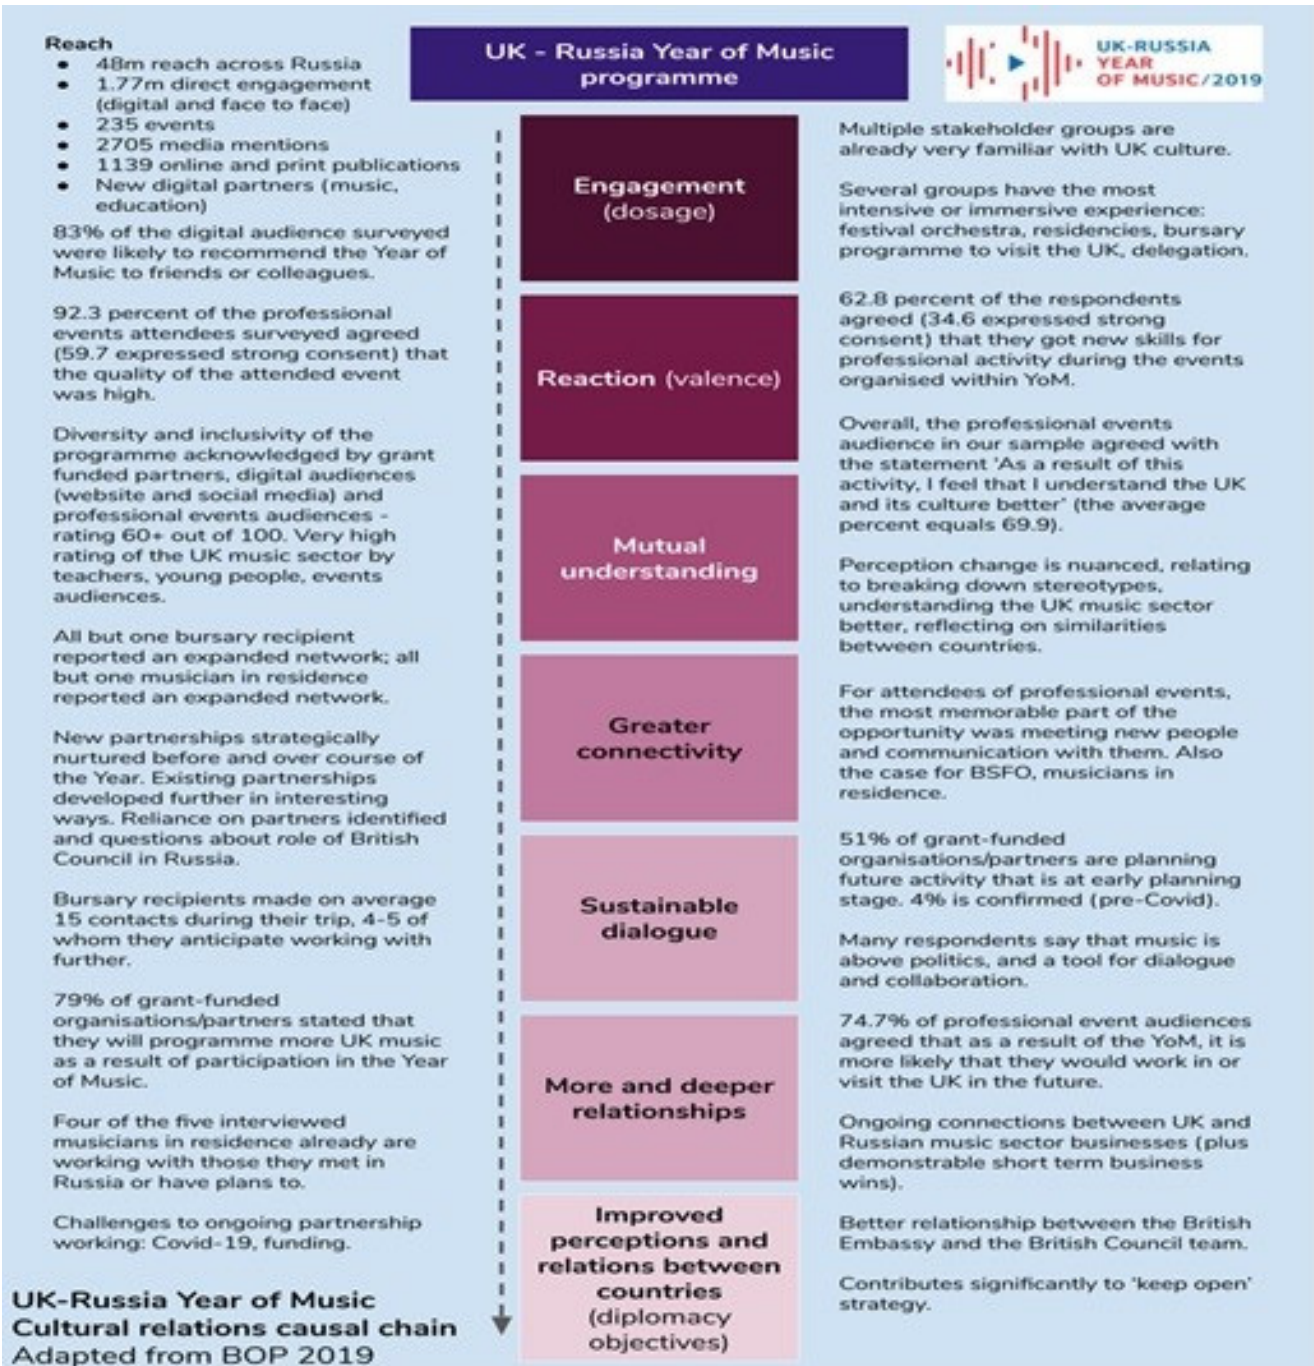 Reach
• 48m reach across Russia
• 1.77m direct engagement
(digital and face to face)
• 235 events
• 2705 media mentions
• 1139 online and print publications
• New digital partners (music,
education)
83% of the digital audience surveyed
were likely to recommend the Year of
Music to friends or colleagues.
92.3 percent of the professional
events attendees surveyed agreed
(59.7 expressed strong consent) that
the quality of the attended event
was high.
Diversity and inclusivity of the
programme acknowledged by grant
funded partners, digital audiences
(website and social media) and
professional events audiences -
rating 60+ out of 100. Very high
rating of the UK music sector by
teachers, young people, events
audiences.
All but one bursary recipient
reported an expanded network; all
but one musician in residence
reported an expanded network.
New partnerships strategically
nurtured before and over course of
the Year. Existing partnerships
developed further in interesting
ways. Reliance on partners identified
and questions about role of British
Council in Russia.
Bursary recipients made on average
15 contacts during their trip, 4-5 of
whom they anticipate working with
further.
79% of grant-funded
organisations/partners stated that
they will programme more UK music
as a result of participation in the Year
of Music.
Four of the five interviewed
musicians in residence already are
working with those they met in
Russia or have plans to.
Challenges to ongoing partnership
working: Covid-19, funding.
UK-Russia Year of Music
Cultural relations causal chain
Adapted from BOP 2019
UK - Russia Year of Music
programme
Engagement
(dosage)
Reaction (valence)
Mutual
understanding
Greater
connectivity
Sustainable
dialogue
More and deeper
relationships
Improved
perceptions and
relations between
countries
(diplomacy
objectives)
UK-RUSSIA
YEAR
OF MUSIC/2019
Multiple stakeholder groups are
already very familiar with UK culture.
Several groups have the most
intensive or immersive experience:
festival orchestra, residencies, bursary
programme to visit the UK, delegation.
62.8 percent of the respondents
agreed (34.6 expressed strong
consent) that they got new skills for
professional activity during the events
organised within YoM.
Overall, the professional events
audience in our sample agreed with
the statement 'As a result of this
activity, I feel that I understand the UK
and its culture better' (the average
percent equals 69.9).
Perception change is nuanced, relating
to breaking down stereotypes,
understanding the UK music sector
better, reflecting on similarities
between countries.
For attendees of professional events,
the most memorable part of the
opportunity was meeting new people
and communication with them. Also
the case for BSFO, musicians in
residence.
51% of grant-funded
organisations/partners are planning
future activity that is at early planning
stage. 4% is confirmed (pre-Covid).
Many respondents say that music is
above politics, and a tool for dialogue
and collaboration.
74.7% of professional event audiences
agreed that as a result of the YoM, it is
more likely that they would work in or
visit the UK in the future.
Ongoing connections between UK and
Russian music sector businesses (plus
demonstrable short term business
wins).
Better relationship between the British
Embassy and the British Council team.
Contributes significantly to 'keep open'
strategy.